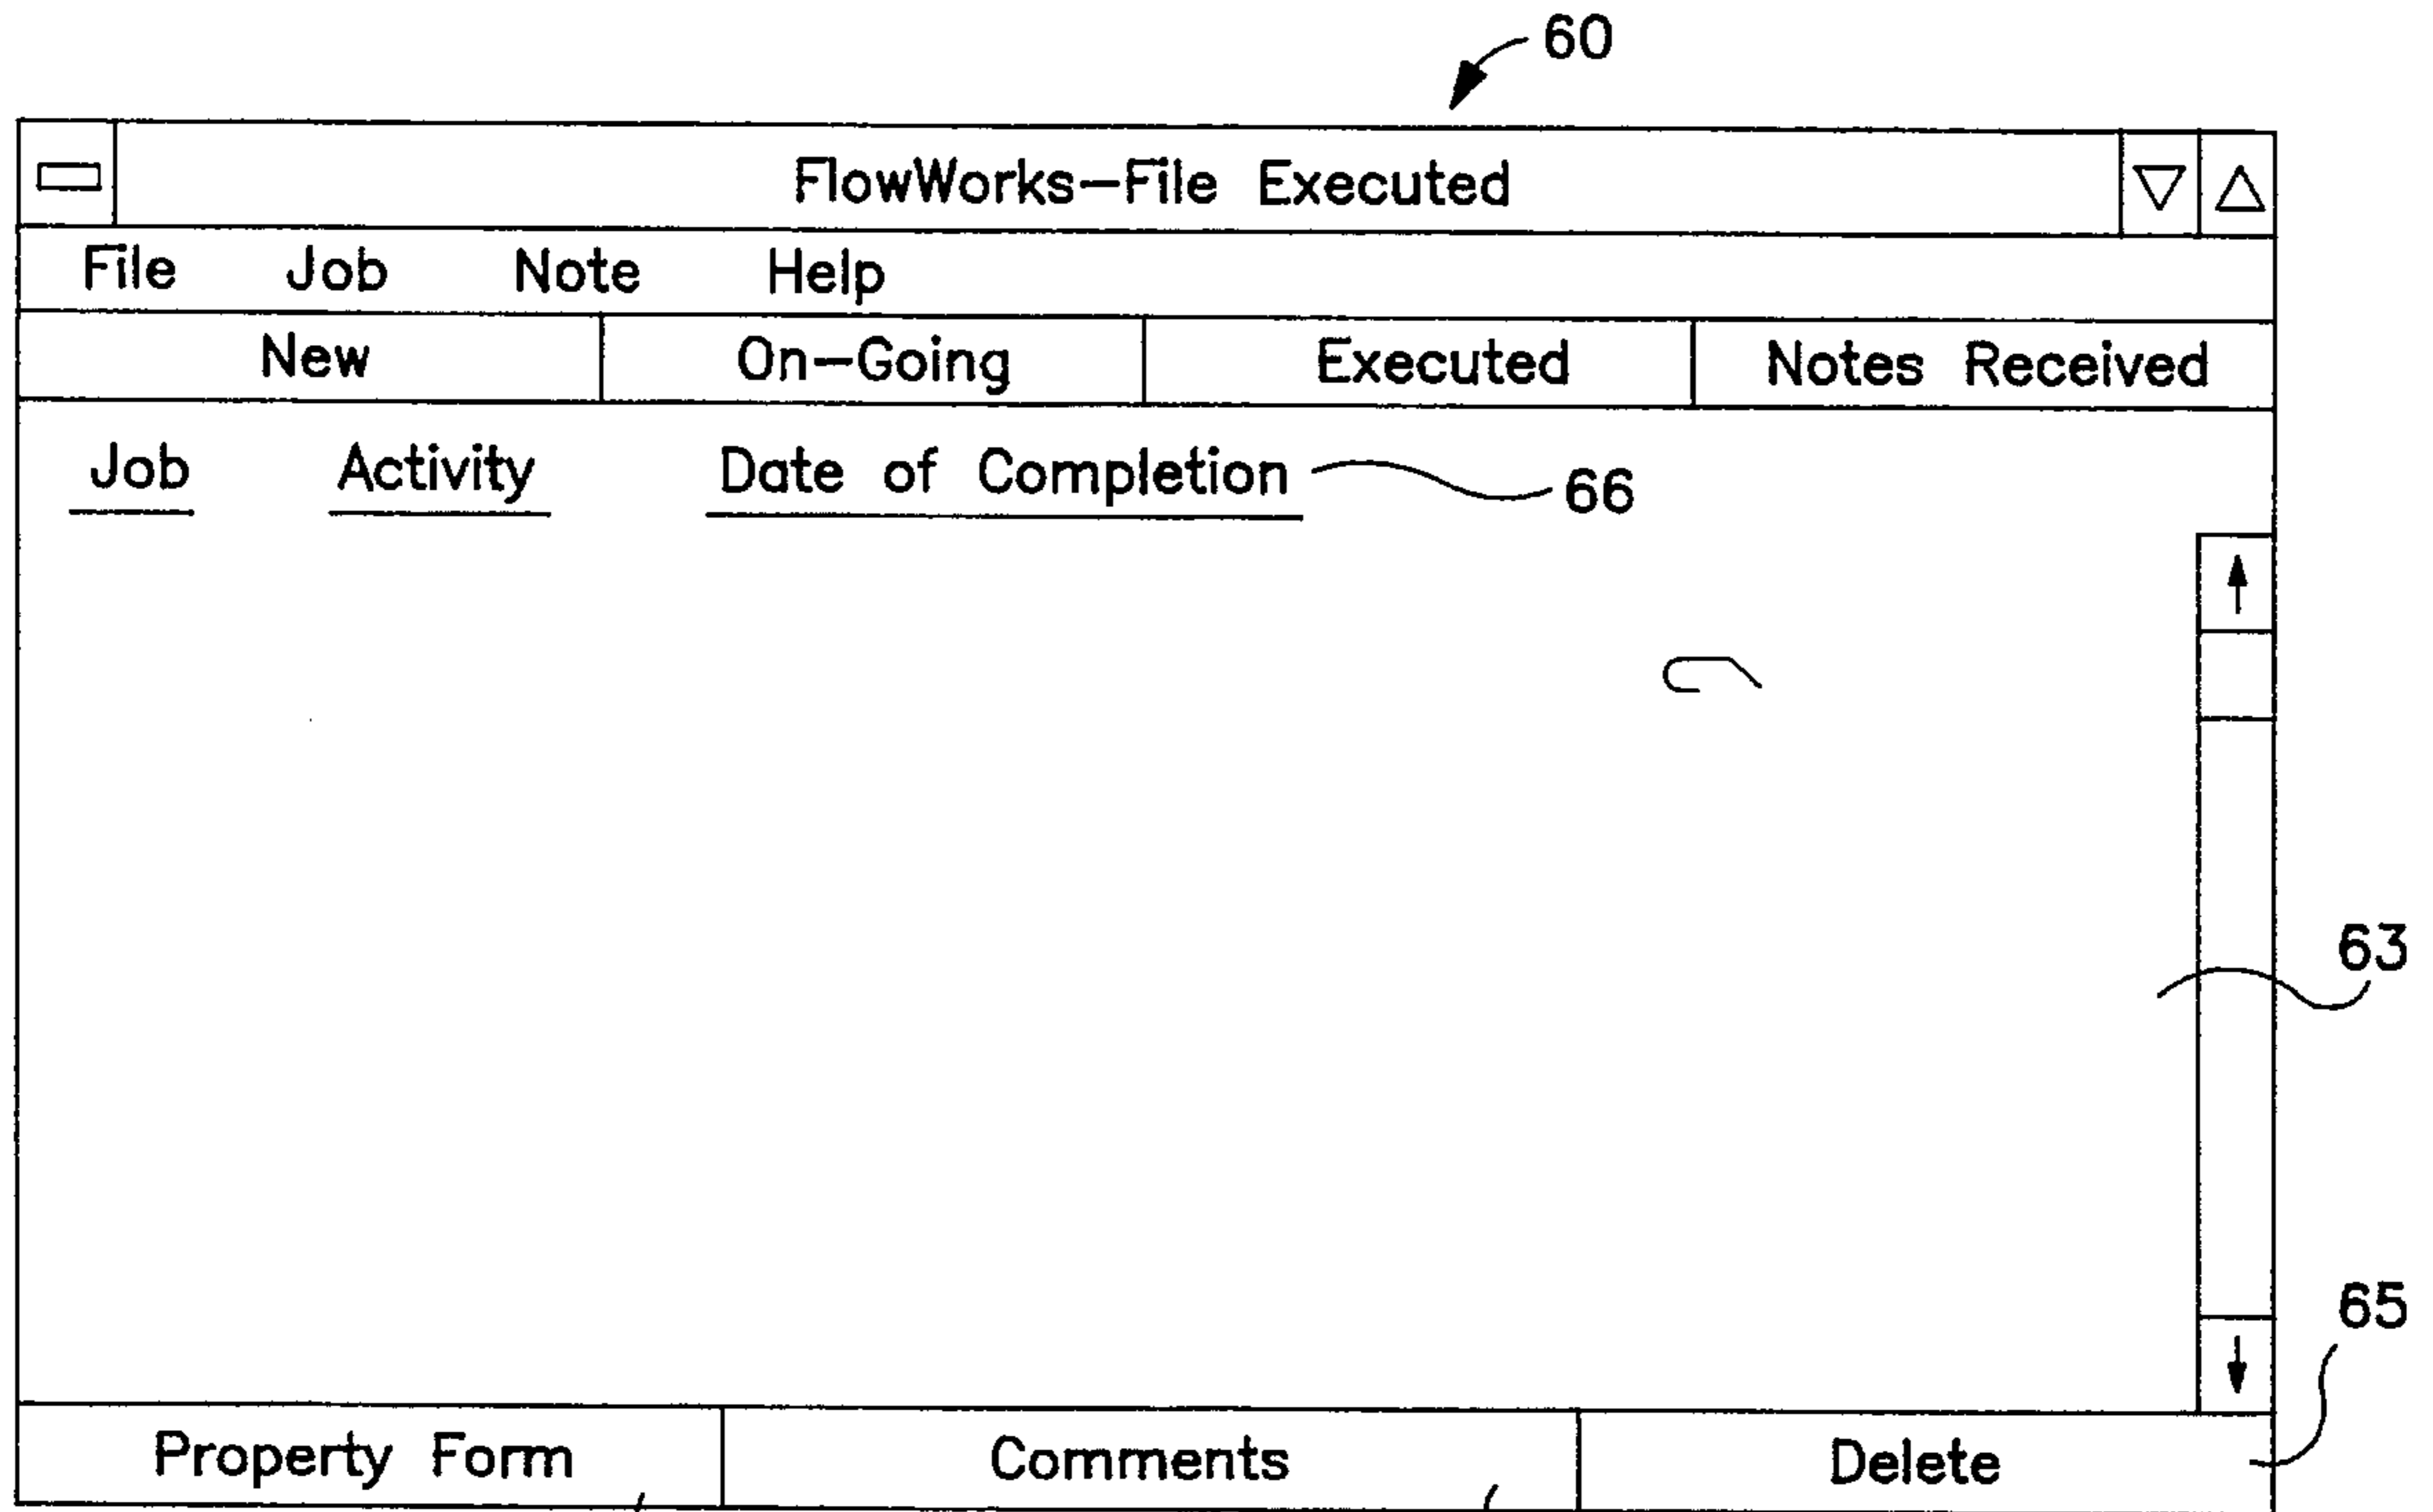 60
FlowWorks-File Executed
File Job Note Help
New On-Going Executed Notes Received
Job Activity Date of Completion 66
63
65
Property Form Comments Delete